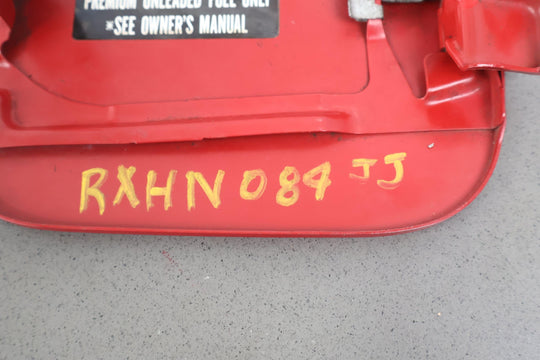 PREMIUM UNLEADED FUEL ONLY
*SEE OWNER'S MANUAL
RXHN084 JJ